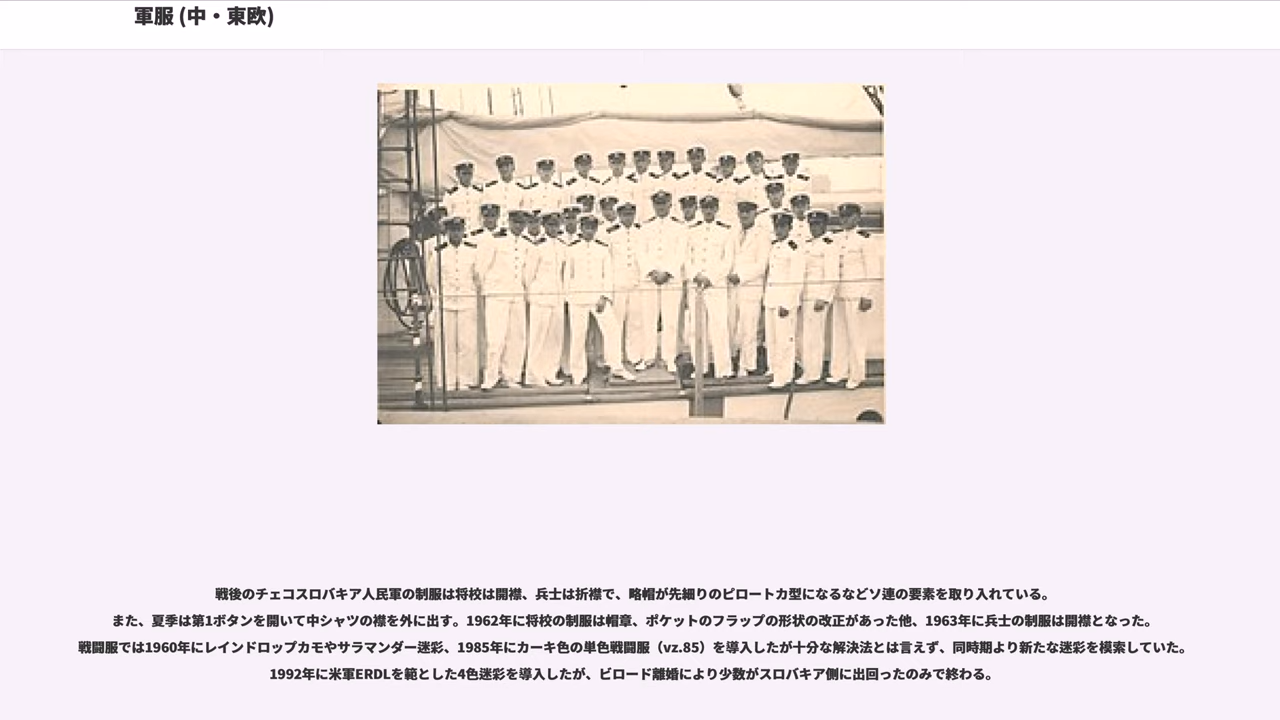 軍服 (中・東欧)
戦後のチェコスロバキア人民軍の制服は将校は開襟、兵士は折襟で、略帽が先細りのピロートカ型になるなどソ連の要素を取り入れている。
また、夏季は第1ボタンを開いて中シャツの襟を外に出す。1962年に将校の制服は帽章、ポケットのフラップの形状の改正があった他、1963年に兵士の制服は開襟となった。
戦闘服では1960年にレインドロップカモやサラマンダー迷彩、1985年にカーキ色の単色戦闘服（vz.85）を導入したが十分な解決法とは言えず、同時期より新たな迷彩を模索していた。
1992年に米軍ERDLを範とした4色迷彩を導入したが、ビロード離婚により少数がスロバキア側に出回ったのみで終わる。